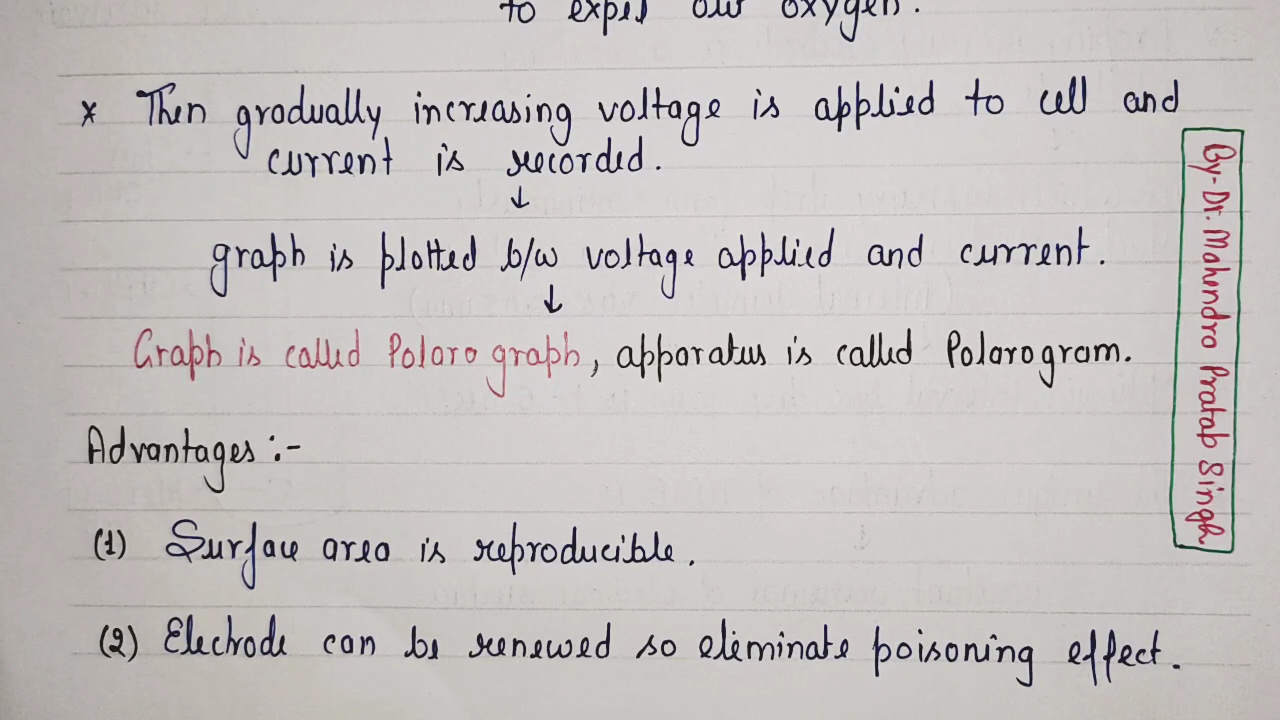 to expel out oxygen.
* Then gradually increasing voltage is applied to cell and
current is recorded.
↓
graph is plotted b/w voltage applied and current.
↓
Graph is called Polarograph, apparatus is called Polarogram.
Advantages :-
(1) Surface area is reproducible.
(2) Electrode can be renewed so eliminate poisoning effect.
By- Dr. Mahendra Pratab Singh